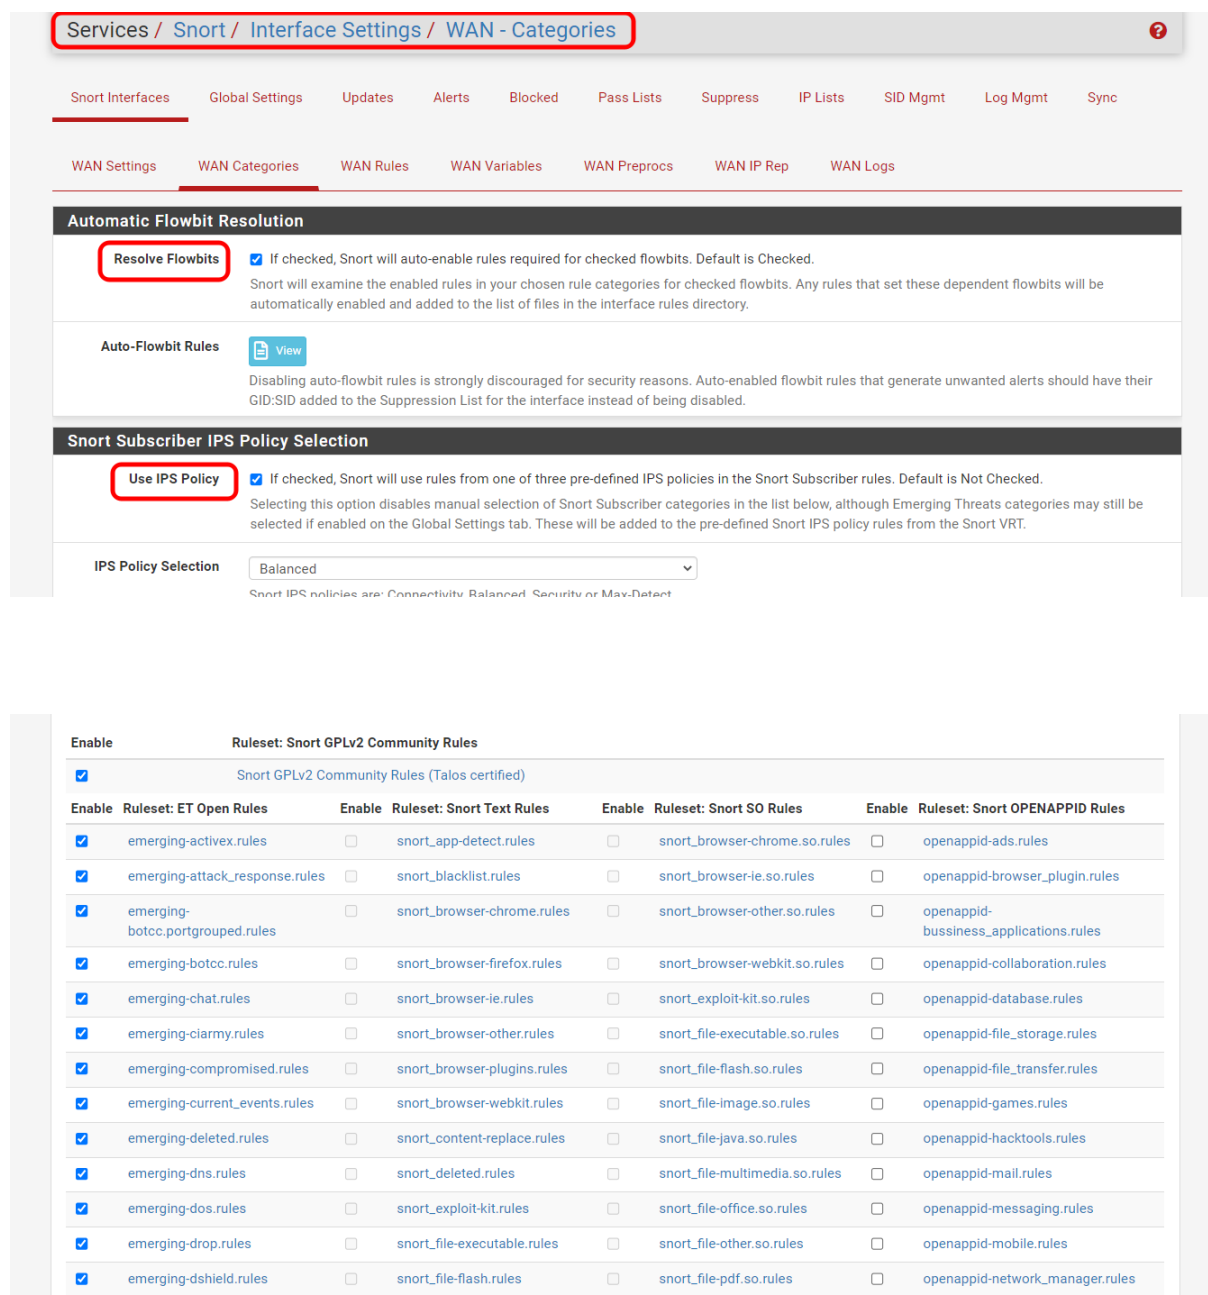 Services / Snort / Interface Settings / WAN - Categories
Snort Interfaces Global Settings Updates Alerts Blocked Pass Lists Suppress IP Lists SID Mgmt Log Mgmt Sync
WAN Settings WAN Categories WAN Rules WAN Variables WAN Preprocs WAN IP Rep WAN Logs
Automatic Flowbit Resolution
Resolve Flowbits If checked, Snort will auto-enable rules required for checked flowbits. Default is Checked.
Snort will examine the enabled rules in your chosen rule categories for checked flowbits. Any rules that set these dependent flowbits will be
automatically enabled and added to the list of files in the interface rules directory.
Auto-Flowbit Rules View
Disabling auto-flowbit rules is strongly discouraged for security reasons. Auto-enabled flowbit rules that generate unwanted alerts should have their
GID:SID added to the Suppression List for the interface instead of being disabled.
Snort Subscriber IPS Policy Selection
Use IPS Policy If checked, Snort will use rules from one of three pre-defined IPS policies in the Snort Subscriber rules. Default is Not Checked.
Selecting this option disables manual selection of Snort Subscriber categories in the list below, although Emerging Threats categories may still be
selected if enabled on the Global Settings tab. These will be added to the pre-defined Snort IPS policy rules from the Snort VRT.
IPS Policy Selection Balanced
Snort IPS policies are: Connectivity, Balanced, Security or Max-Detect.
Enable Ruleset: Snort GPLv2 Community Rules
Snort GPLv2 Community Rules (Talos certified)
Enable Ruleset: ET Open Rules Enable Ruleset: Snort Text Rules Enable Ruleset: Snort SO Rules Enable Ruleset: Snort OPENAPPID Rules
emerging-activex.rules snort_app-detect.rules snort_browser-chrome.so.rules openappid-ads.rules
emerging-attack_response.rules snort_blacklist.rules snort_browser-ie.so.rules openappid-browser_plugin.rules
emerging- snort_browser-chrome.rules snort_browser-other.so.rules openappid-
botcc.portgrouped.rules bussiness_applications.rules
emerging-botcc.rules snort_browser-firefox.rules snort_browser-webkit.so.rules openappid-collaboration.rules
emerging-chat.rules snort_browser-ie.rules snort_exploit-kit.so.rules openappid-database.rules
emerging-ciarmy.rules snort_browser-other.rules snort_file-executable.so.rules openappid-file_storage.rules
emerging-compromised.rules snort_browser-plugins.rules snort_file-flash.so.rules openappid-file_transfer.rules
emerging-current_events.rules snort_browser-webkit.rules snort_file-image.so.rules openappid-games.rules
emerging-deleted.rules snort_content-replace.rules snort_file-java.so.rules openappid-hacktools.rules
emerging-dns.rules snort_deleted.rules snort_file-multimedia.so.rules openappid-mail.rules
emerging-dos.rules snort_exploit-kit.rules snort_file-office.so.rules openappid-messaging.rules
emerging-drop.rules snort_file-executable.rules snort_file-other.so.rules openappid-mobile.rules
emerging-dshield.rules snort_file-flash.rules snort_file-pdf.so.rules openappid-network_manager.rules